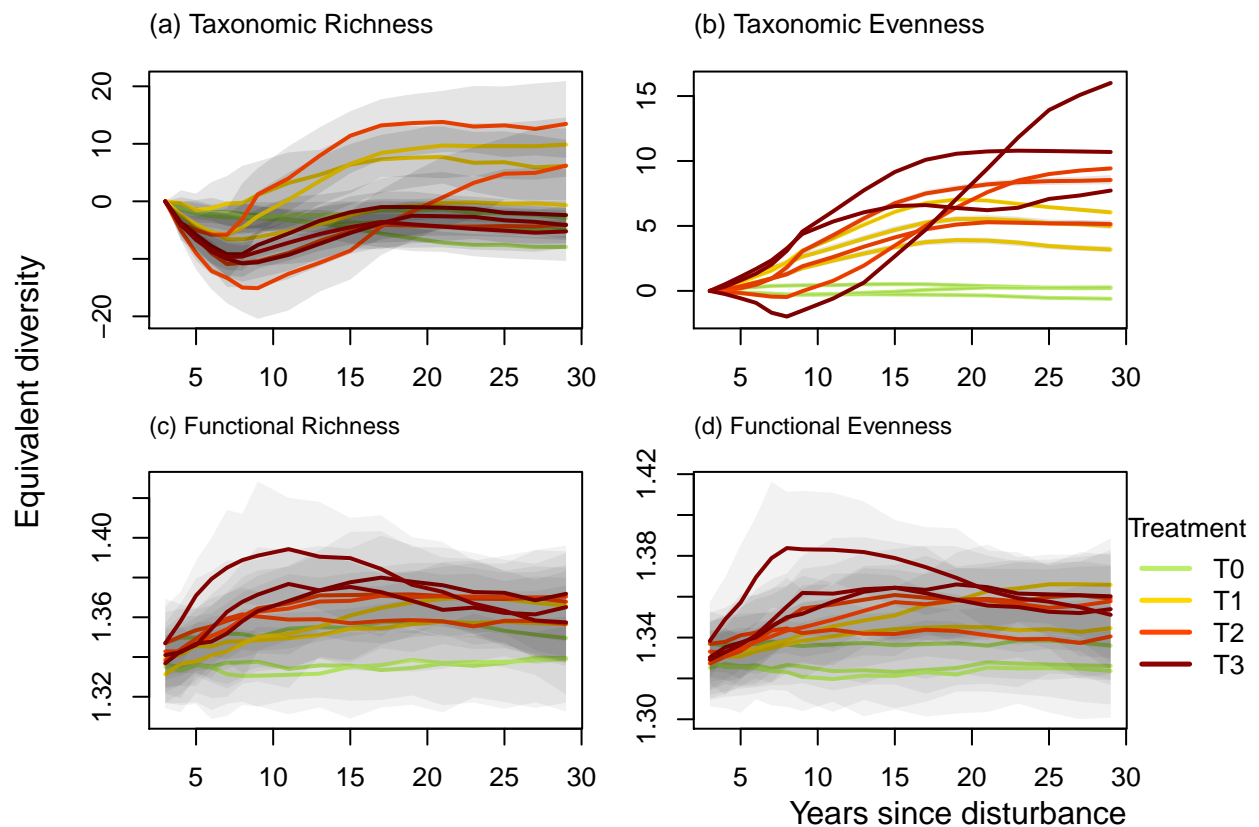 (a) Taxonomic Richness
(b) Taxonomic Evenness
Equivalent diversity
20
10
0
−20
5 10 15 20 25 30
15
10
5
0
5 10 15 20 25 30
(c) Functional Richness
(d) Functional Evenness
1.40
1.36
1.32
5 10 15 20 25 30
1.42
1.38
1.34
1.30
5 10 15 20 25 30
Years since disturbance
Treatment
T0
T1
T2
T3